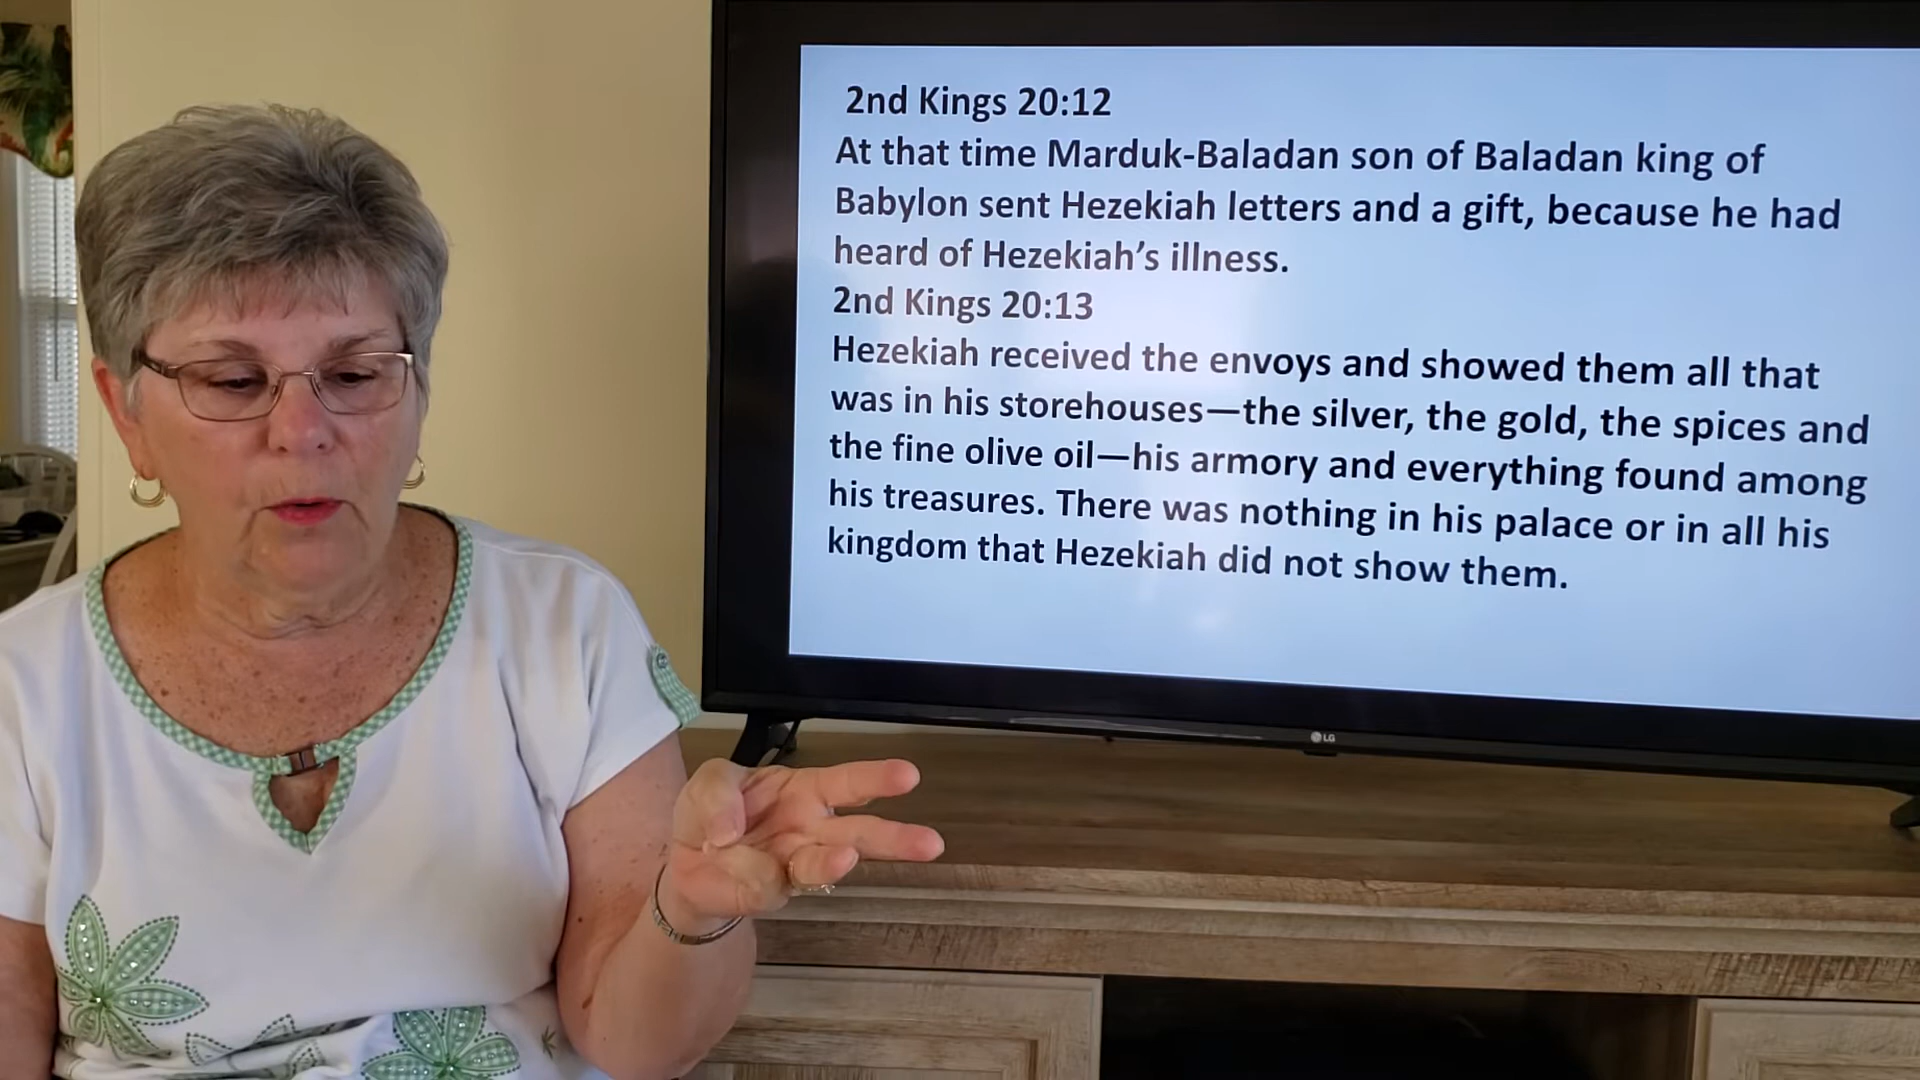 2nd Kings 20:12
At that time Marduk-Baladan son of Baladan king of
Babylon sent Hezekiah letters and a gift, because he had
heard of Hezekiah’s illness.
2nd Kings 20:13
Hezekiah received the envoys and showed them all that
was in his storehouses—the silver, the gold, the spices and
the fine olive oil—his armory and everything found among
his treasures. There was nothing in his palace or in all his
kingdom that Hezekiah did not show them.
LG